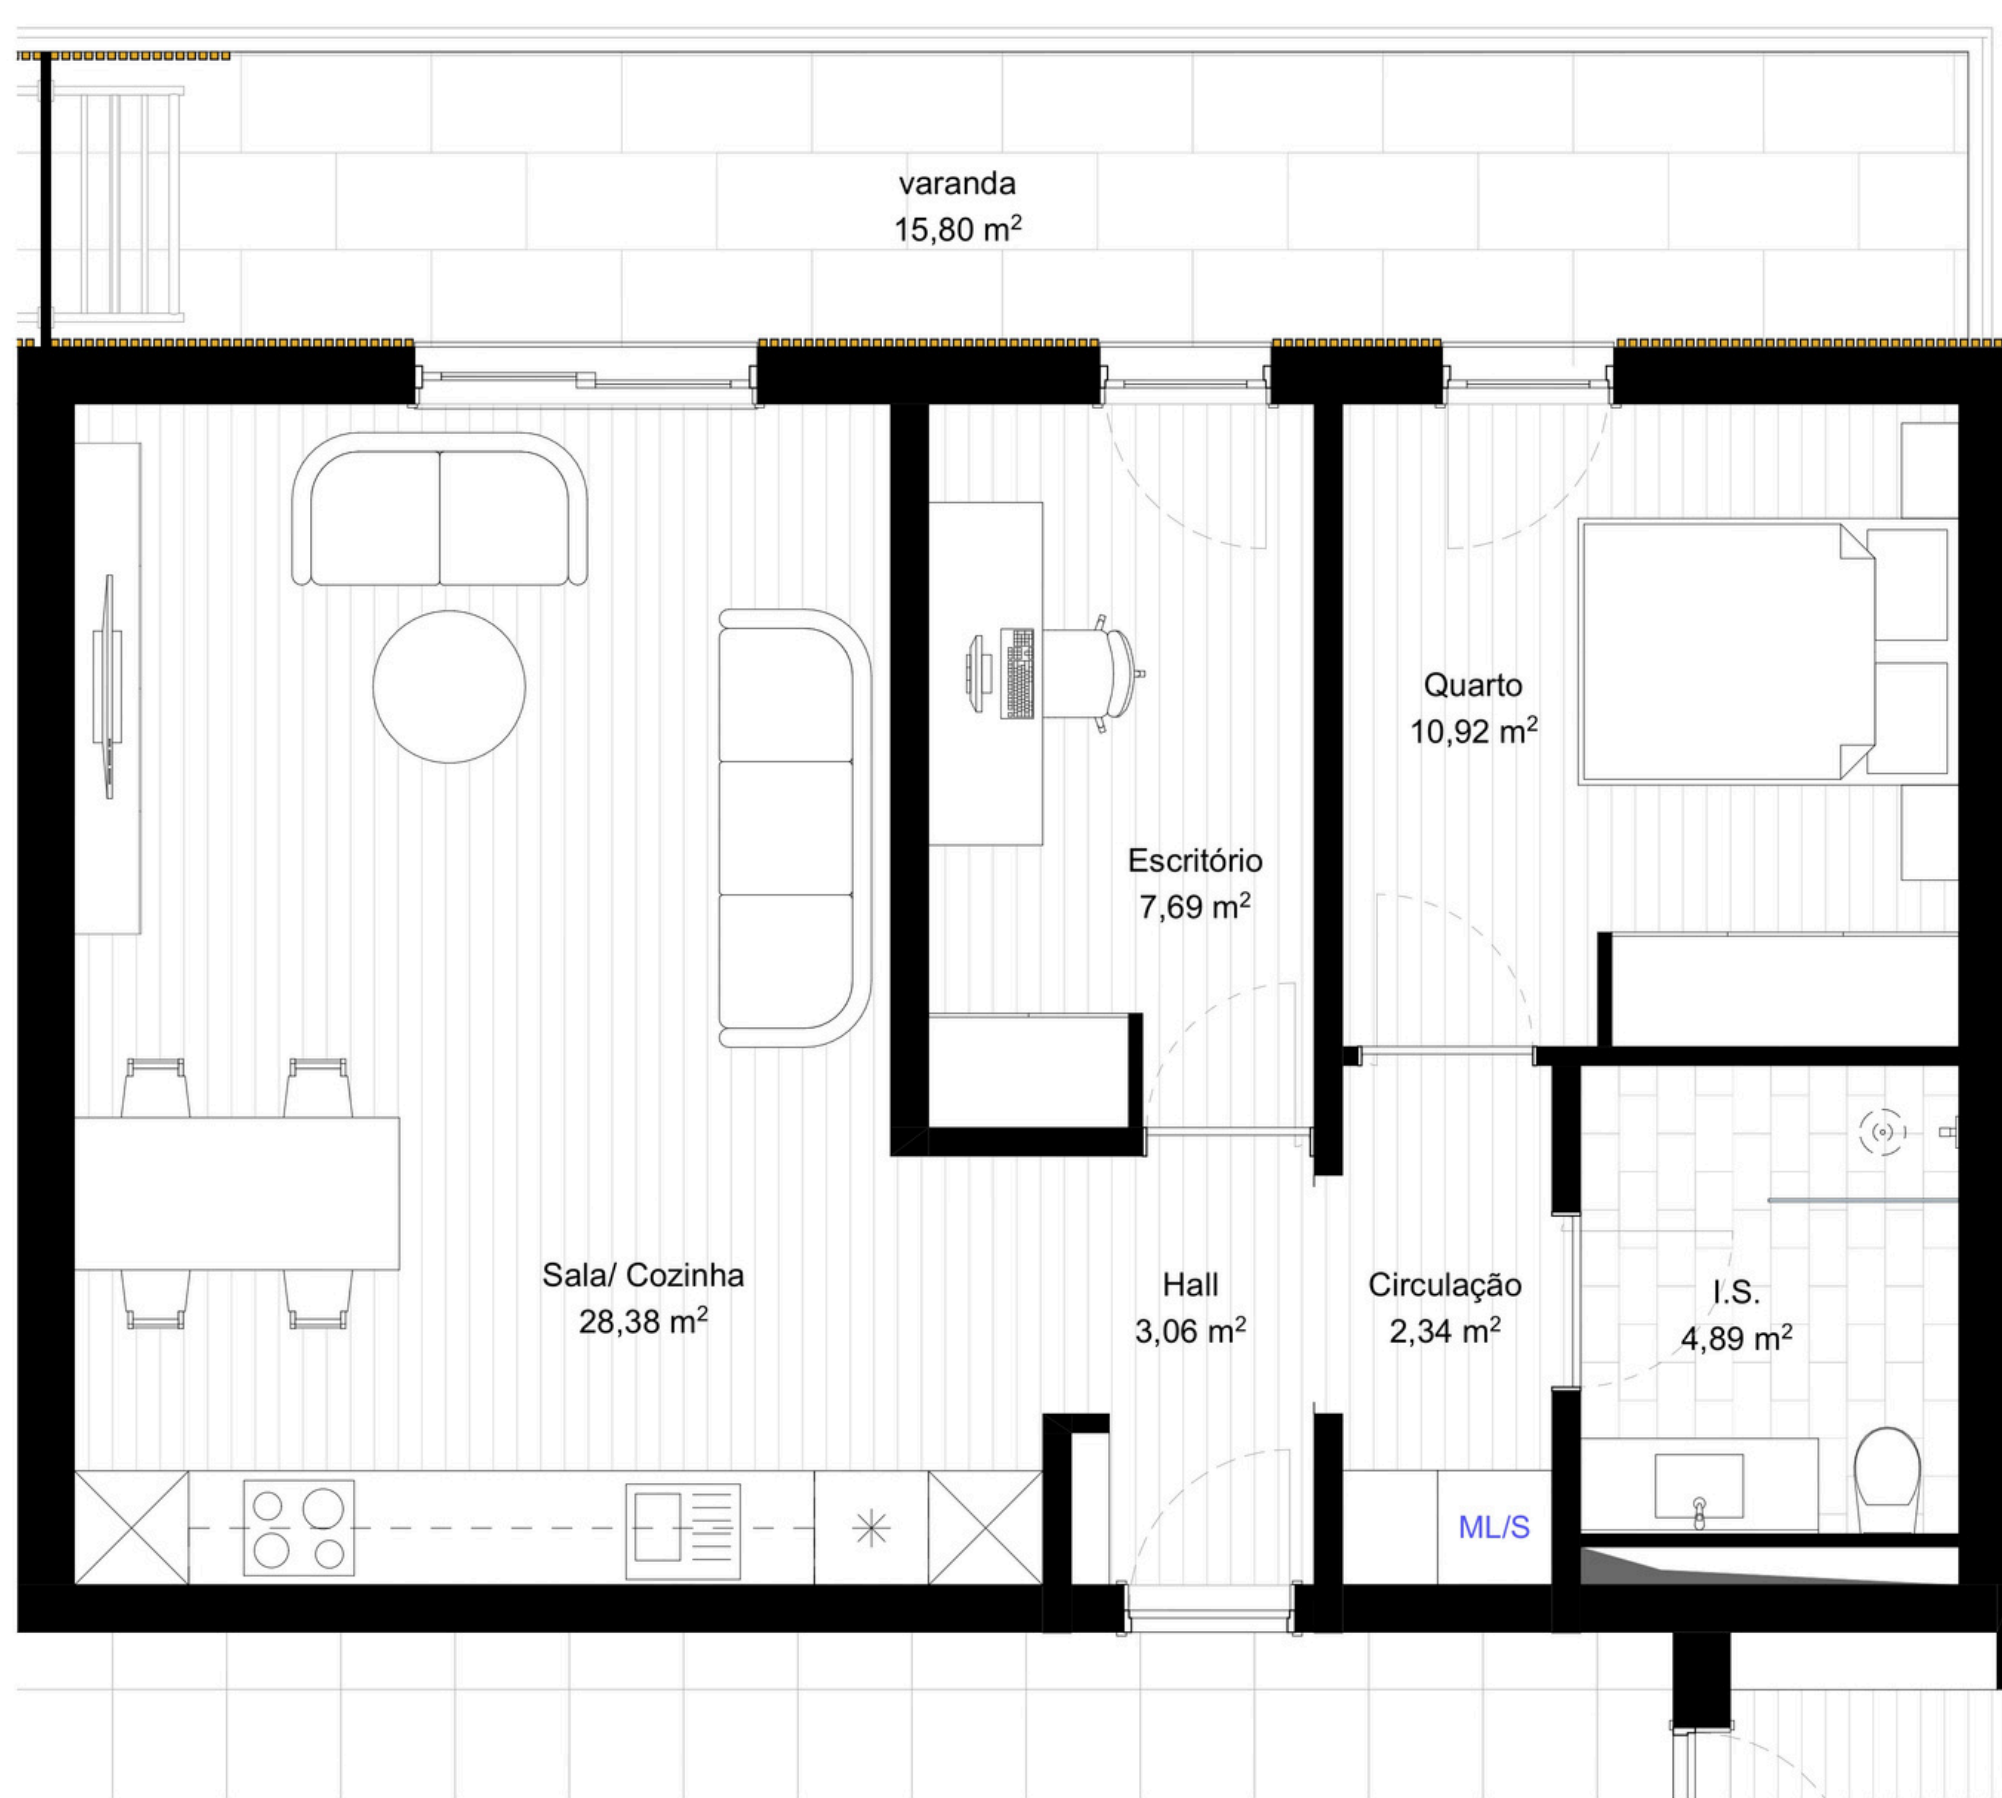 varanda
15,80 m²
Quarto
10,92 m²
Escritório
7,69 m²
Sala/ Cozinha
28,38 m²
Hall
3,06 m²
Circulação
2,34 m²
I.S.
4,89 m²
ML/S